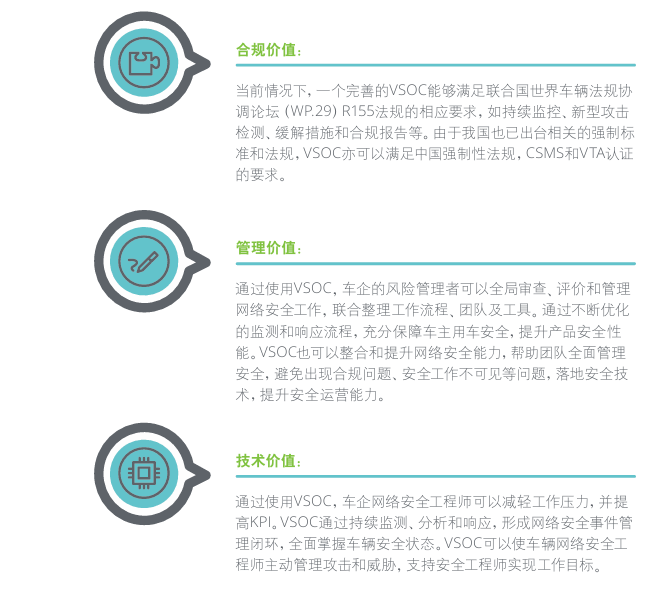 合规价值：
当前情况下，一个完善的VSOC能够满足联合国世界车辆法规协
调论坛（WP.29）R155法规的相应要求，如持续监控、新型攻击
检测、缓解措施和合规报告等。由于我国也已出台相关的强制标
准和法规，VSOC亦可以满足中国强制性法规，CSMS和VTA认证
的要求。
管理价值：
通过使用VSOC，车企的风险管理者可以全局审查、评价和管理
网络安全工作，联合整理工作流程、团队及工具。通过不断优化
的监测和响应流程，充分保障车主用车安全，提升产品安全性
能。VSOC也可以整合和提升网络安全能力，帮助团队全面管理
安全，避免出现合规问题、安全工作不可见等问题，落地安全技
术，提升安全运营能力。
技术价值：
通过使用VSOC，车企网络安全工程师可以减轻工作压力，并提
高KPI。VSOC通过持续监测、分析和响应，形成网络安全事件管
理闭环，全面掌握车辆安全状态。VSOC可以使车辆网络安全工
程师主动管理攻击和威胁，支持安全工程师实现工作目标。